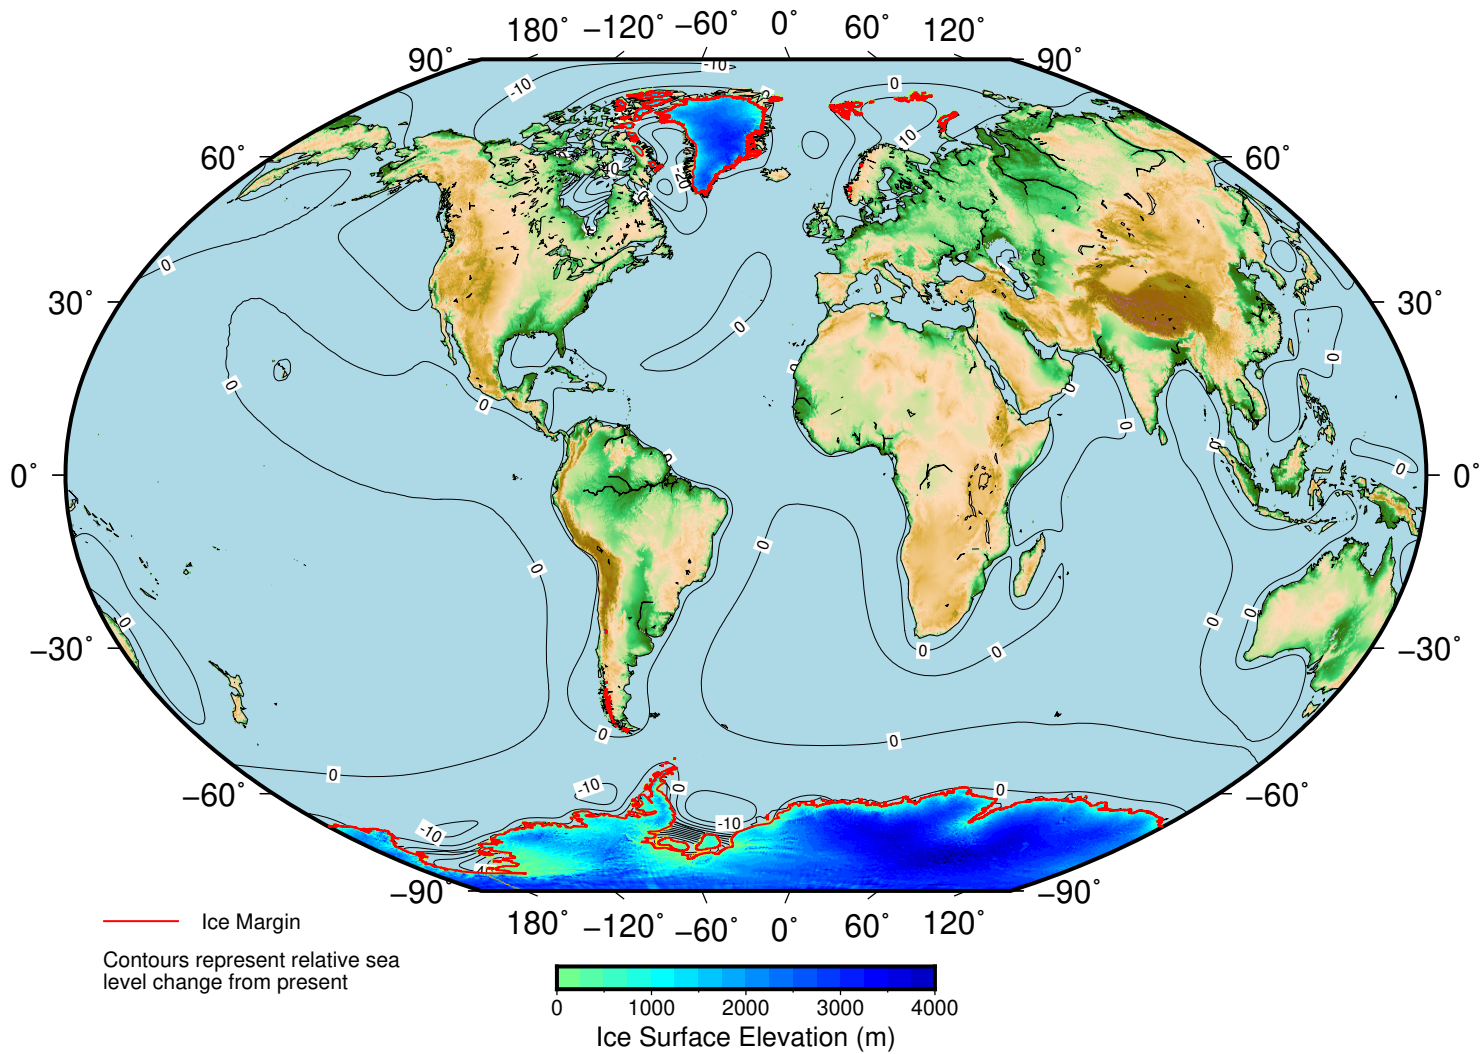 180° −120° −60° 0° 60° 120°
90° 90°
-10
-10 0
10
60° 60°
-20
0
30° 30°
0
0
0 0
0 0
0
0
0° 0 0°
0
0 0
0
−30° 0 0 −30°
0 0
0
−60° -10 0 0 −60°
-10 -10
−90° −90°
180° −120° −60° 0° 60° 120°
Ice Margin
Contours represent relative sea
level change from present
0 1000 2000 3000 4000
Ice Surface Elevation (m)